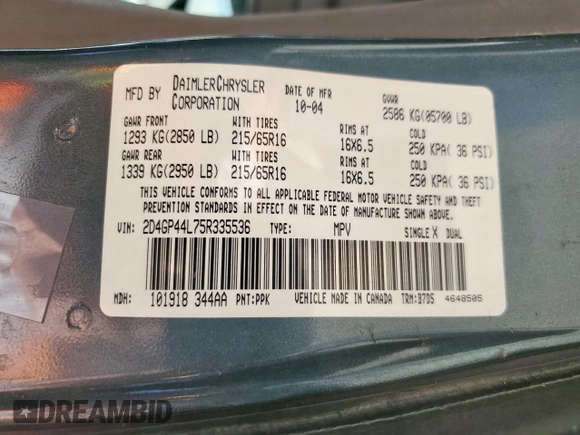 MFD BY DAIMLERCHRYSLER CORPORATION
DATE OF MFR 10-04
GVWR 2586 KG(05700 LB)
GAWR FRONT WITH TIRES RIMS AT COLD
1293 KG(2850 LB) 215/65R16 16X6.5 250 KPA( 36 PSI)
GAWR REAR WITH TIRES RIMS AT COLD
1339 KG(2950 LB) 215/65R16 16X6.5 250 KPA( 36 PSI)
THIS VEHICLE CONFORMS TO ALL APPLICABLE FEDERAL MOTOR VEHICLE SAFETY AND THEFT
PREVENTION STANDARDS IN EFFECT ON THE DATE OF MANUFACTURE SHOWN ABOVE.
VIN: 2D4GP44L75R335536 TYPE: MPV SINGLE X DUAL
MDH: 101918 344AA PNT:PPK VEHICLE MADE IN CANADA TRM:B7D5 4648505
DREAMBID